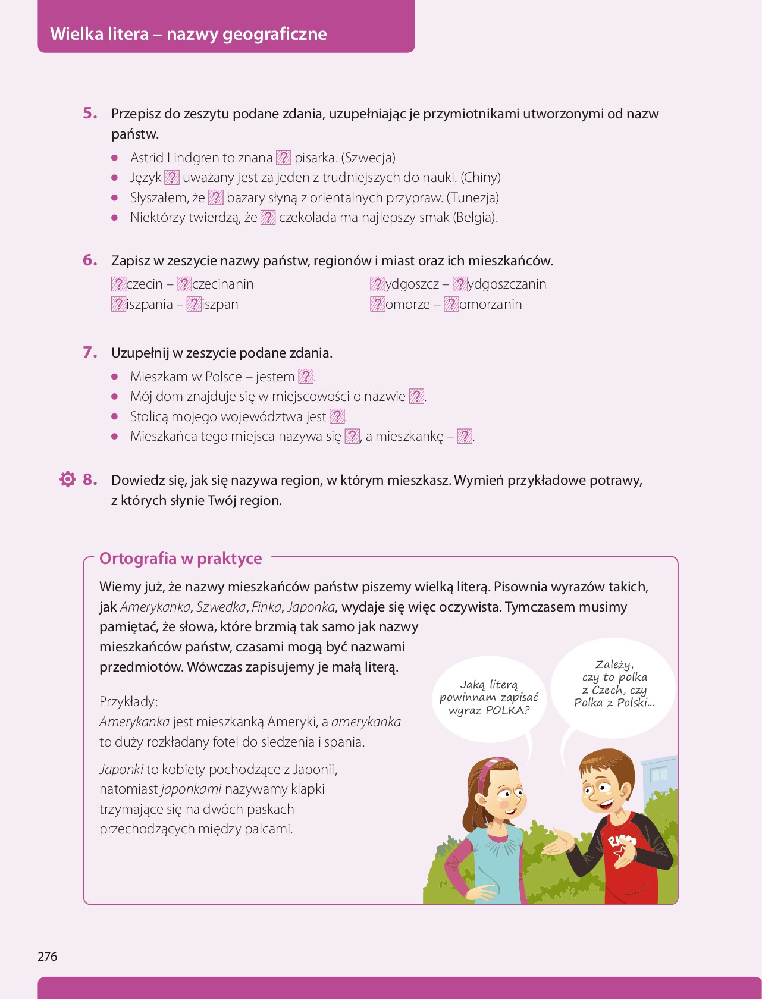 Wielka litera – nazwy geograficzne
5. Przepisz do zeszytu podane zdania, uzupełniając je przymiotnikami utworzonymi od nazw
państw.
• Astrid Lindgren to znana ? pisarka. (Szwecja)
• Język ? uważany jest za jeden z trudniejszych do nauki. (Chiny)
• Słyszałem, że ? bazary słyną z orientalnych przypraw. (Tunezja)
• Niektórzy twierdzą, że ? czekolada ma najlepszy smak (Belgia).
6. Zapisz w zeszycie nazwy państw, regionów i miast oraz ich mieszkańców.
?czecin – ?czecinanin ?ydgoszcz – ?ydgoszczanin
?iszpania – ?iszpan ?omorze – ?omorzanin
7. Uzupełnij w zeszycie podane zdania.
• Mieszkam w Polsce – jestem ?.
• Mój dom znajduje się w miejscowości o nazwie ?.
• Stolicą mojego województwa jest ?.
• Mieszkańca tego miejsca nazywa się ?, a mieszkankę – ?.
8. Dowiedz się, jak się nazywa region, w którym mieszkasz. Wymień przykładowe potrawy,
z których słynie Twój region.
Ortografia w praktyce
Wiemy już, że nazwy mieszkańców państw piszemy wielką literą. Pisownia wyrazów takich,
jak Amerykanka, Szwedka, Finka, Japonka, wydaje się więc oczywista. Tymczasem musimy
pamiętać, że słowa, które brzmią tak samo jak nazwy
mieszkańców państw, czasami mogą być nazwami
przedmiotów. Wówczas zapisujemy je małą literą.
Przykłady:
Amerykanka jest mieszkanką Ameryki, a amerykanka
to duży rozkładany fotel do siedzenia i spania.
Japonki to kobiety pochodzące z Japonii,
natomiast japonkami nazywamy klapki
trzymające się na dwóch paskach
przechodzących między palcami.
Jaką literą
powinnam zapisać
wyraz POLKA?
Zależy,
czy to polka
z Czech, czy
Polka z Polski...
276